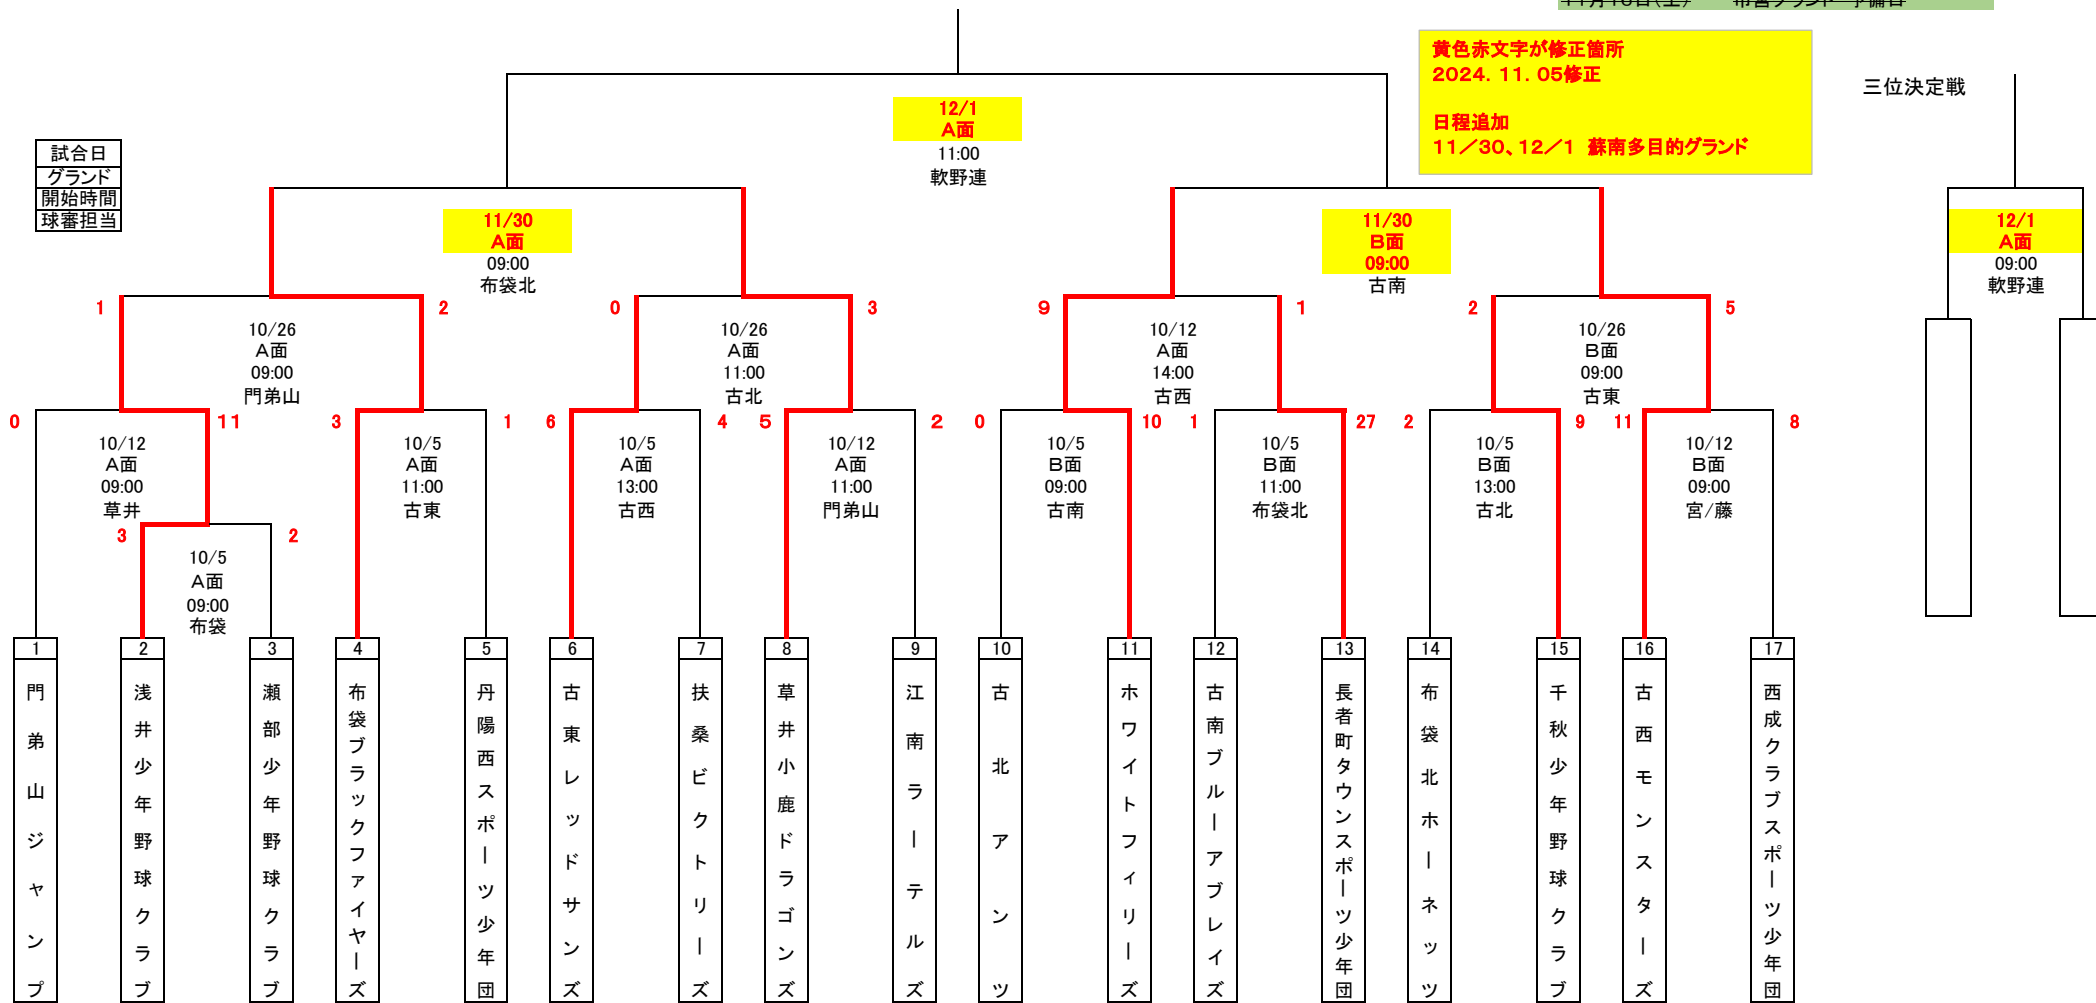 黄色赤文字が修正箇所
2024. 11. 05修正
日程追加
11／30、12／1 蘇南多目的グランド
三位決定戦
12/1
A面
11:00
軟野連
試合日
グランド
開始時間
球審担当
11/30
A面
09:00
布袋北
11/30
B面
09:00
古南
12/1
A面
09:00
軟野連
1
2
0
3
9
1
2
5
10/26
A面
09:00
門弟山
10/26
A面
11:00
古北
10/12
A面
14:00
古西
10/26
B面
09:00
古東
0
11
3
1
6
4
5
2
0
10
1
27
2
9
11
8
10/12
A面
09:00
草井
10/5
A面
11:00
古東
10/5
A面
13:00
古西
10/12
A面
11:00
門弟山
10/5
B面
09:00
古南
10/5
B面
11:00
布袋北
10/5
B面
13:00
古北
10/12
B面
09:00
宮/藤
3
2
10/5
A面
09:00
布袋
1
門弟山ジャンプ
2
浅井少年野球クラブ
3
瀬部少年野球クラブ
4
布袋ブラックファイヤーズ
5
丹陽西スポーツ少年団
6
古東レッドサンズ
7
扶桑ビクトリーズ
8
草井小鹿ドラゴンズ
9
江南ラーテルズ
10
古北アンツ
11
ホワイトフィリーズ
12
古南ブルーアブレイズ
13
長者町タウンスポーツ少年団
14
布袋北ホーネッツ
15
千秋少年野球クラブ
16
古西モンスターズ
17
西成クラブスポーツ少年団